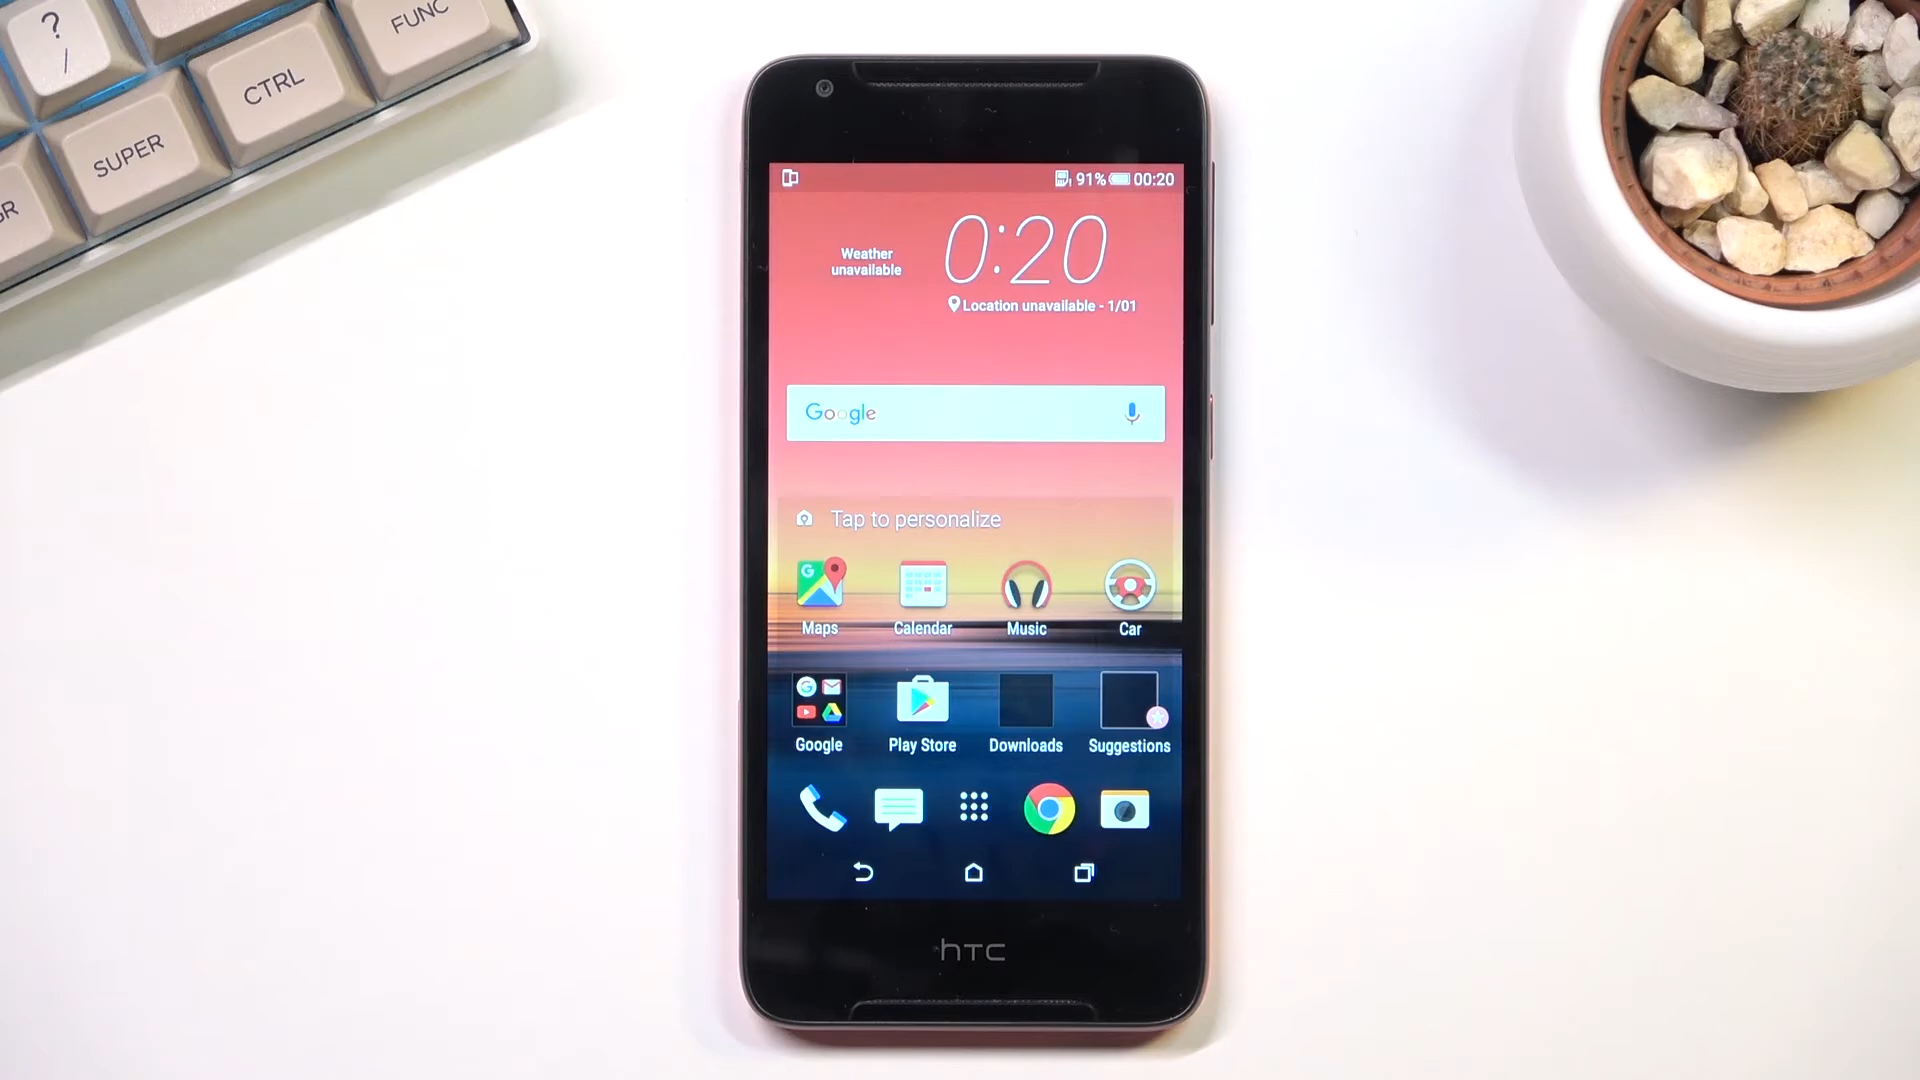 ?
/
FUNC
CTRL
SUPER
GR
91% 00:20
Weather
unavailable
0:20
Location unavailable - 1/01
Google
Tap to personalize
Maps Calendar Music Car
Google Play Store Downloads Suggestions
hTC